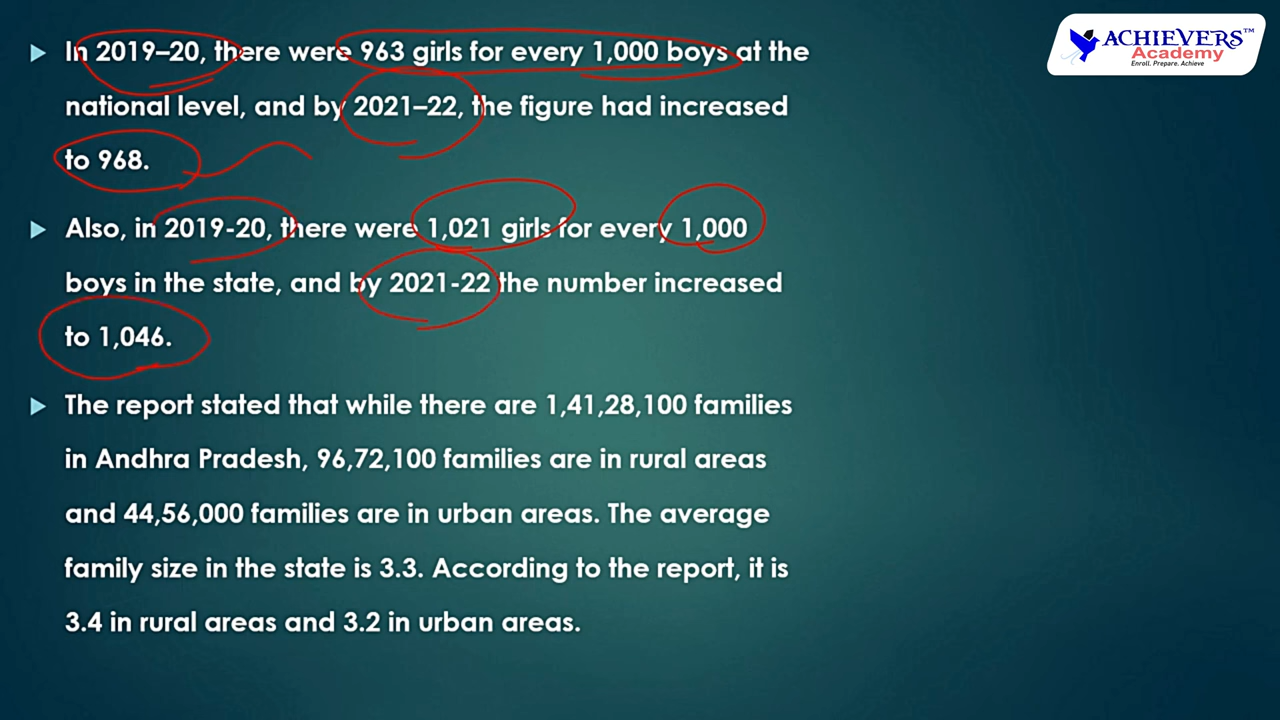 ACHIEVERS™
Academy
Enroll. Prepare. Achieve
In 2019–20, there were 963 girls for every 1,000 boys at the
national level, and by 2021–22, the figure had increased
to 968.
Also, in 2019-20, there were 1,021 girls for every 1,000
boys in the state, and by 2021-22 the number increased
to 1,046.
The report stated that while there are 1,41,28,100 families
in Andhra Pradesh, 96,72,100 families are in rural areas
and 44,56,000 families are in urban areas. The average
family size in the state is 3.3. According to the report, it is
3.4 in rural areas and 3.2 in urban areas.